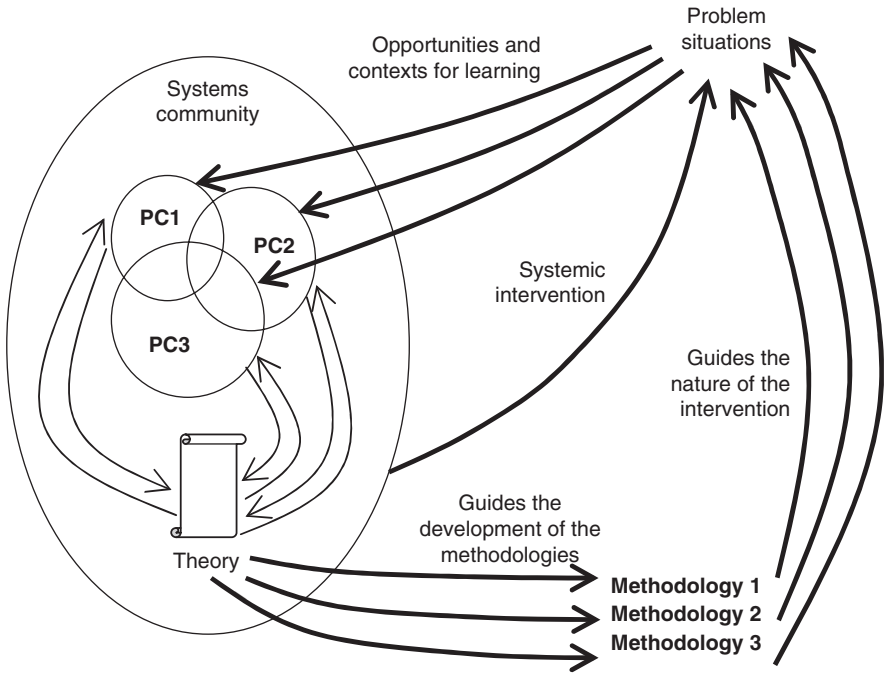 Problem
situations
Opportunities and
contexts for learning
Systems
community
PC1
PC2
PC3
Systemic
intervention
Guides the
nature of the
intervention
Guides the
development of the
methodologies
Theory
Methodology 1
Methodology 2
Methodology 3